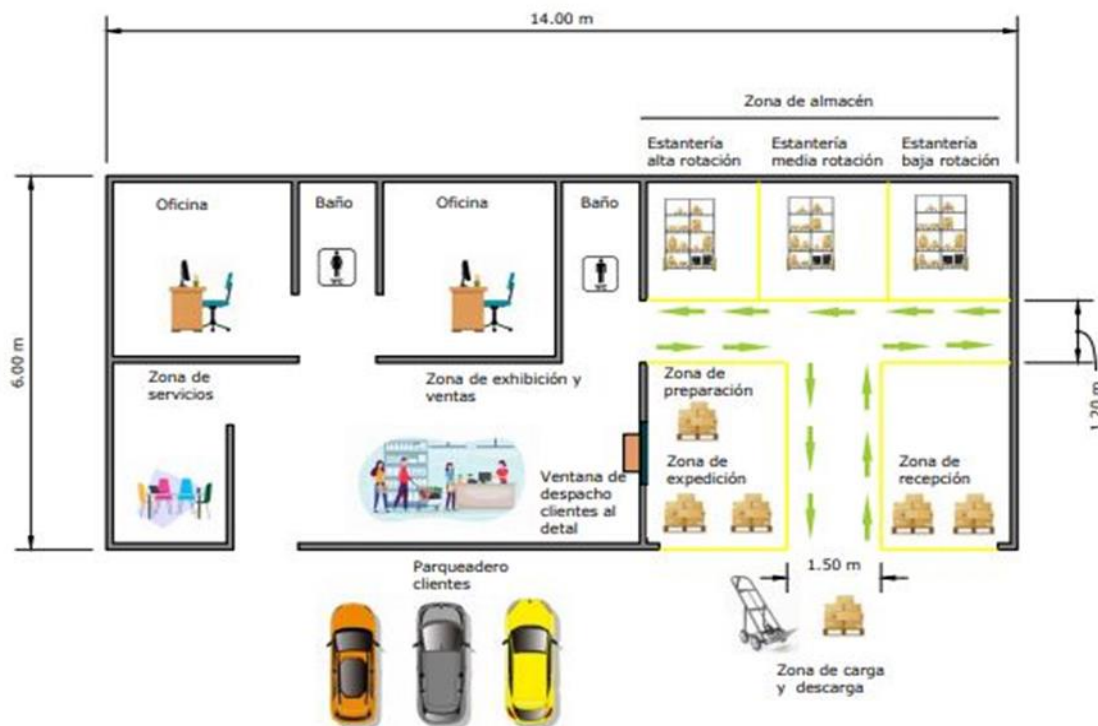 14.00 m
Zona de almacén
Estantería
alta rotación
Estantería
media rotación
Estantería
baja rotación
Oficina
Baño
Oficina
Baño
6.00 m
1.20 m
Zona de
servicios
Zona de exhibición y
ventas
Zona de
preparación
Ventana de
despacho
clientes al
detal
Zona de
expedición
Zona de
recepción
Parqueadero
clientes
1.50 m
Zona de carga
y descarga